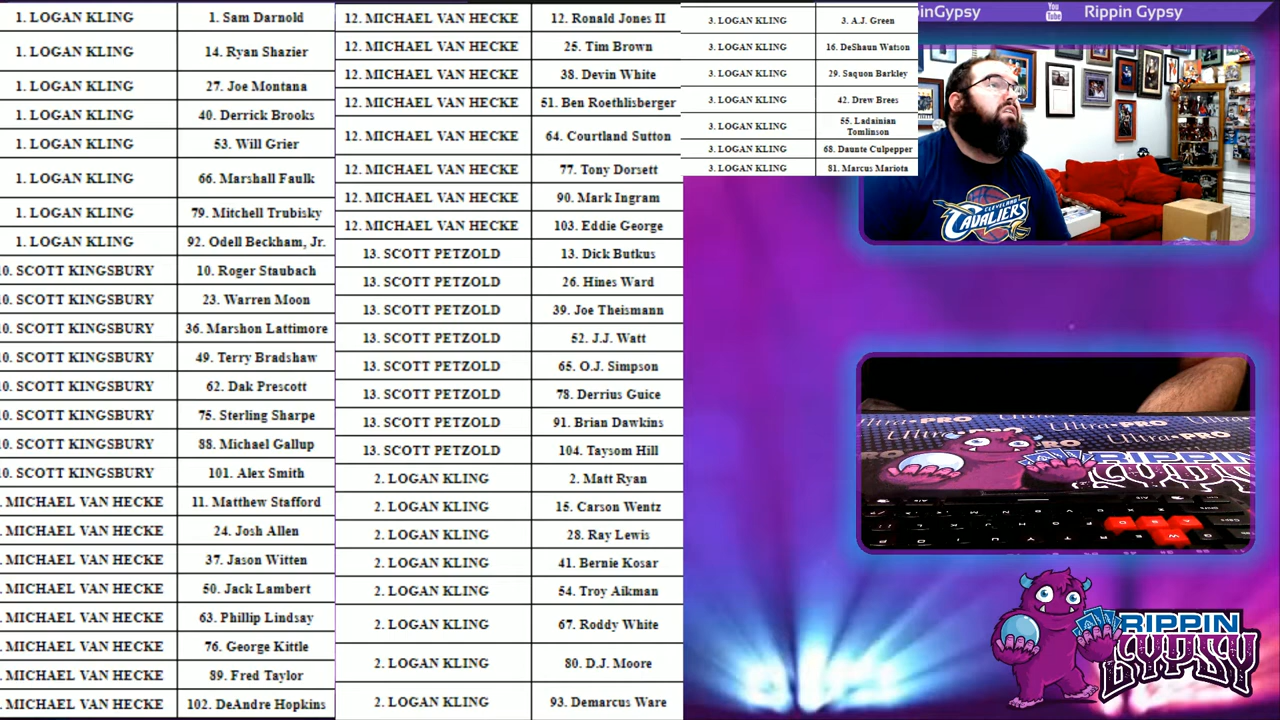 1. LOGAN KLING 1. Sam Darnold
1. LOGAN KLING 14. Ryan Shazier
1. LOGAN KLING 27. Joe Montana
1. LOGAN KLING 40. Derrick Brooks
1. LOGAN KLING 53. Will Grier
1. LOGAN KLING 66. Marshall Faulk
1. LOGAN KLING 79. Mitchell Trubisky
1. LOGAN KLING 92. Odell Beckham, Jr.
0. SCOTT KINGSBURY 10. Roger Staubach
0. SCOTT KINGSBURY 23. Warren Moon
0. SCOTT KINGSBURY 36. Marshon Lattimore
0. SCOTT KINGSBURY 49. Terry Bradshaw
0. SCOTT KINGSBURY 62. Dak Prescott
0. SCOTT KINGSBURY 75. Sterling Sharpe
0. SCOTT KINGSBURY 88. Michael Gallup
0. SCOTT KINGSBURY 101. Alex Smith
. MICHAEL VAN HECKE 11. Matthew Stafford
. MICHAEL VAN HECKE 24. Josh Allen
. MICHAEL VAN HECKE 37. Jason Witten
. MICHAEL VAN HECKE 50. Jack Lambert
. MICHAEL VAN HECKE 63. Phillip Lindsay
. MICHAEL VAN HECKE 76. George Kittle
. MICHAEL VAN HECKE 89. Fred Taylor
. MICHAEL VAN HECKE 102. DeAndre Hopkins
12. MICHAEL VAN HECKE 12. Ronald Jones II
12. MICHAEL VAN HECKE 25. Tim Brown
12. MICHAEL VAN HECKE 38. Devin White
12. MICHAEL VAN HECKE 51. Ben Roethlisberger
12. MICHAEL VAN HECKE 64. Courtland Sutton
12. MICHAEL VAN HECKE 77. Tony Dorsett
12. MICHAEL VAN HECKE 90. Mark Ingram
12. MICHAEL VAN HECKE 103. Eddie George
13. SCOTT PETZOLD 13. Dick Butkus
13. SCOTT PETZOLD 26. Hines Ward
13. SCOTT PETZOLD 39. Joe Theismann
13. SCOTT PETZOLD 52. J.J. Watt
13. SCOTT PETZOLD 65. O.J. Simpson
13. SCOTT PETZOLD 78. Derrius Guice
13. SCOTT PETZOLD 91. Brian Dawkins
13. SCOTT PETZOLD 104. Taysom Hill
2. LOGAN KLING 2. Matt Ryan
2. LOGAN KLING 15. Carson Wentz
2. LOGAN KLING 28. Ray Lewis
2. LOGAN KLING 41. Bernie Kosar
2. LOGAN KLING 54. Troy Aikman
2. LOGAN KLING 67. Roddy White
2. LOGAN KLING 80. D.J. Moore
2. LOGAN KLING 93. Demarcus Ware
3. LOGAN KLING 3. A.J. Green
3. LOGAN KLING 16. DeShaun Watson
3. LOGAN KLING 29. Saquon Barkley
3. LOGAN KLING 42. Drew Brees
3. LOGAN KLING 55. Ladainian
Tomlinson
3. LOGAN KLING 68. Daunte Culpepper
3. LOGAN KLING 81. Marcus Mariota
inGypsy You Tube Rippin Gypsy
CLEVELAND
CAVALIERS
Ultra•PRO
Ultra•PRO
RIPPIN
RIPPIN
GYPSY